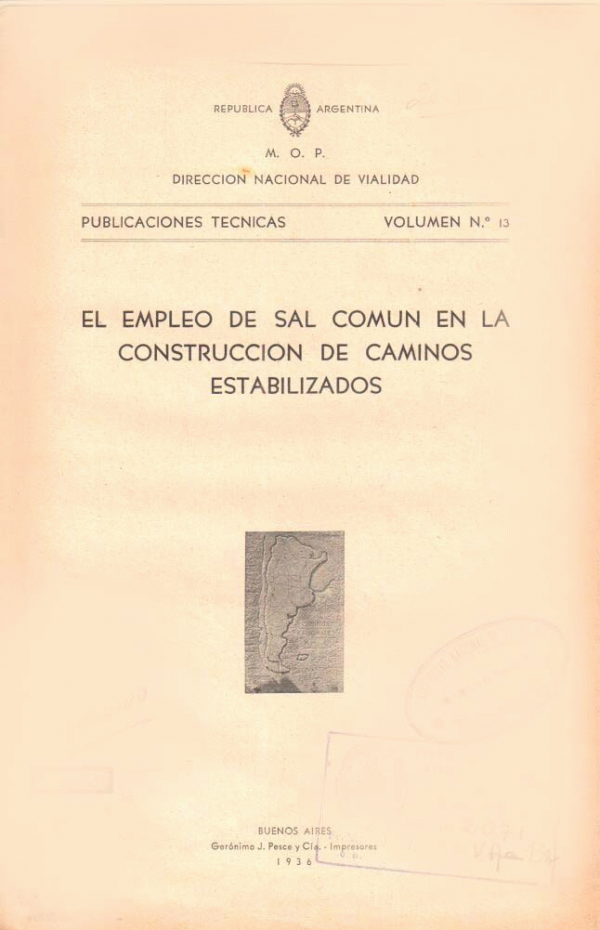 REPUBLICA ARGENTINA
M. O. P.
DIRECCION NACIONAL DE VIALIDAD
PUBLICACIONES TECNICAS VOLUMEN N.º 13
EL EMPLEO DE SAL COMUN EN LA
CONSTRUCCION DE CAMINOS
ESTABILIZADOS
BUENOS AIRES
Gerónimo J. Pesce y Cía. - Impresores
1936